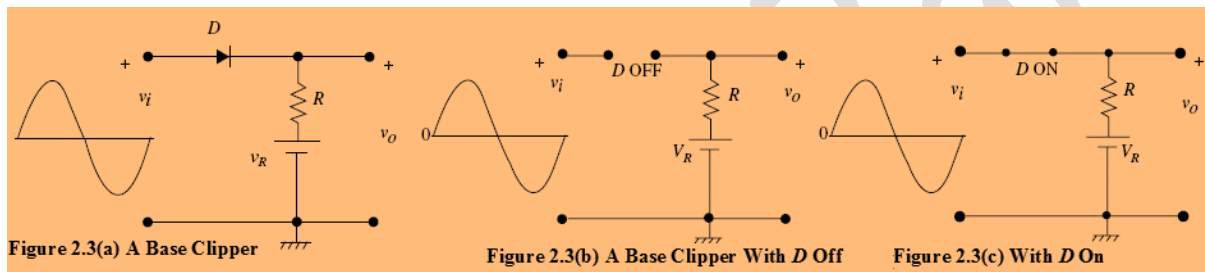 D
+
+
vi
R
vo
vR
Figure 2.3(a) A Base Clipper
+
D OFF
+
vi
R
vo
0
VR
Figure 2.3(b) A Base Clipper With D Off
+
D ON
+
vi
R
vo
0
VR
Figure 2.3(c) With D On